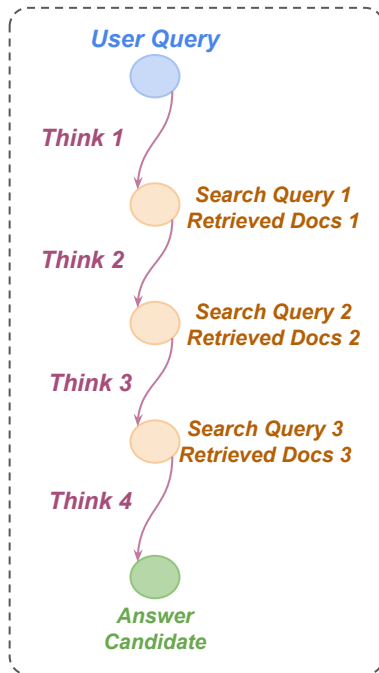 User Query
Think 1
Search Query 1
Retrieved Docs 1
Think 2
Search Query 2
Retrieved Docs 2
Think 3
Search Query 3
Retrieved Docs 3
Think 4
Answer
Candidate